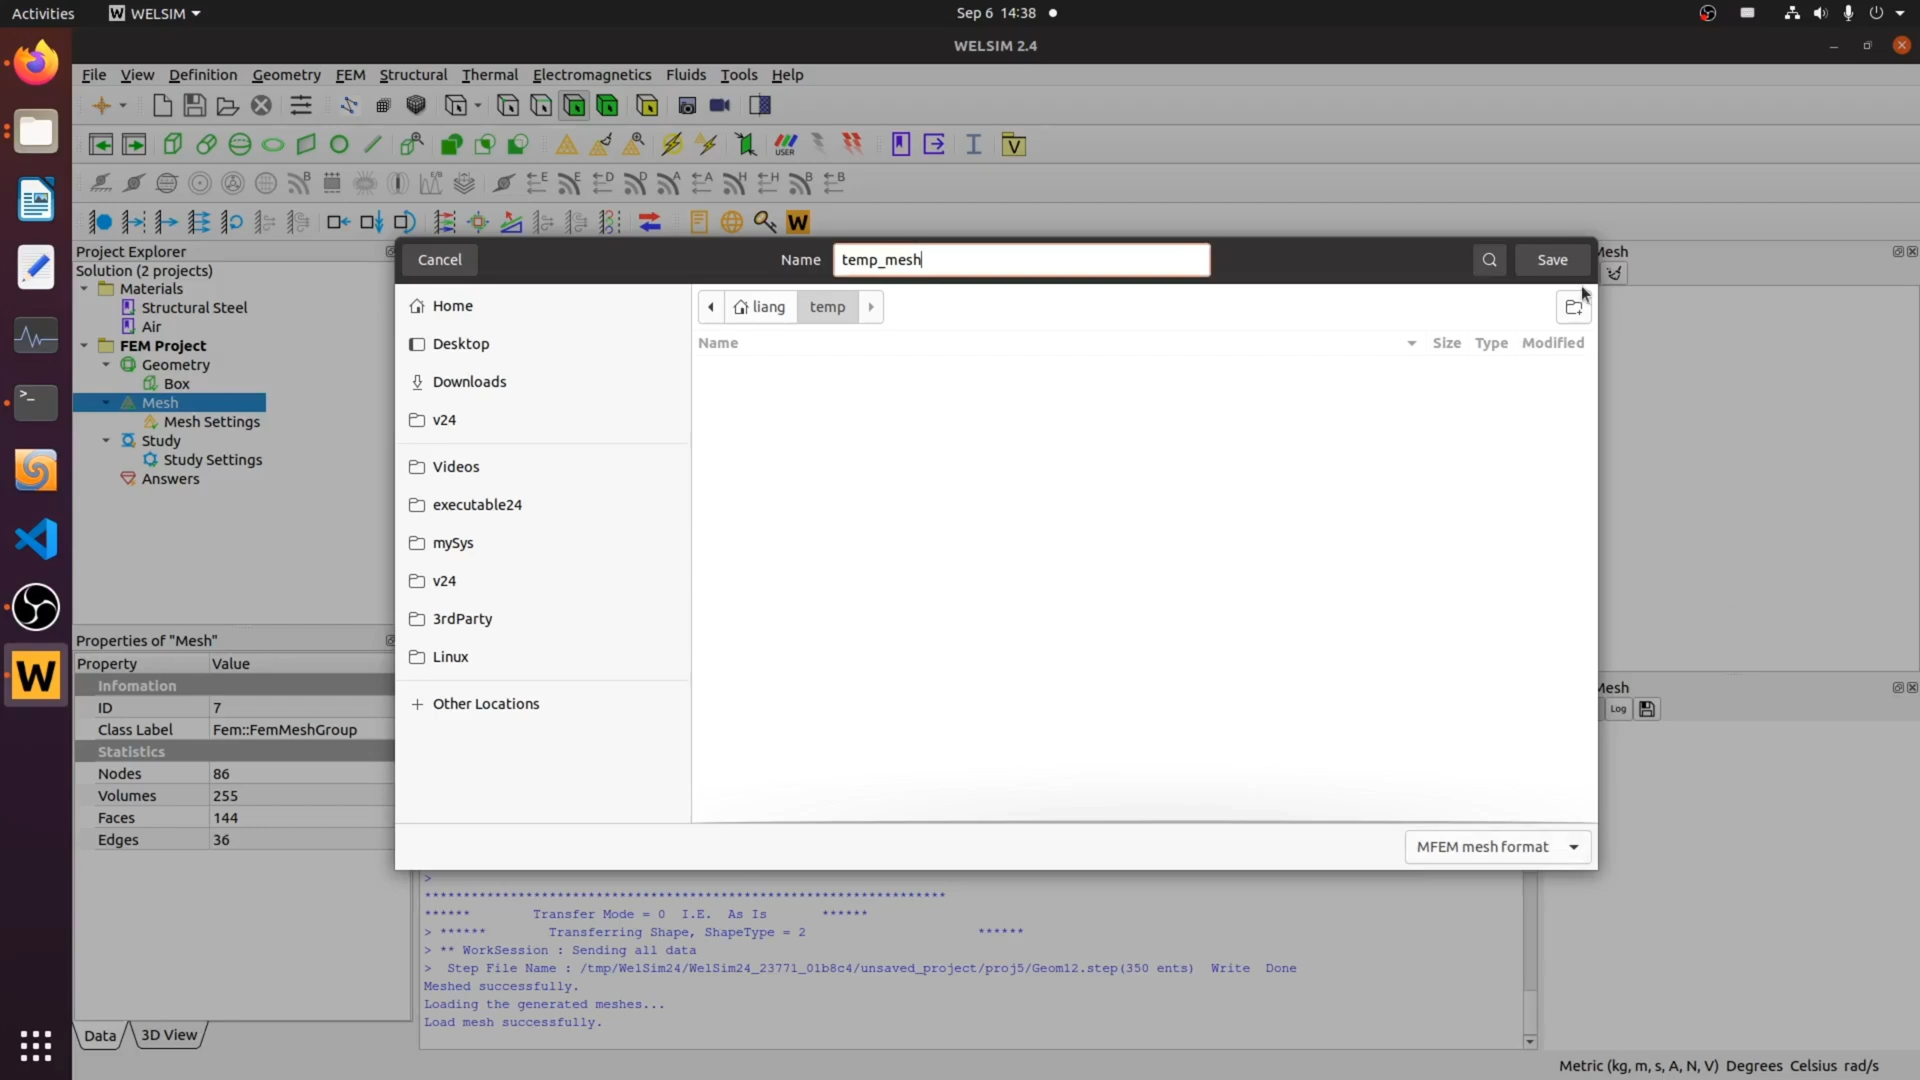 Activities WELSIM Sep 6 14:38
WELSIM 2.4
File View Definition Geometry FEM Structural Thermal Electromagnetics Fluids Tools Help
USER V
B E E D D A A H H B B
W
Project Explorer
Solution (2 projects)
Materials
Structural Steel
Air
FEM Project
Geometry
Box
Mesh
Mesh Settings
Study
Study Settings
Answers
Cancel Name temp_mesh Save
Home
Desktop
Downloads
v24
Videos
executable24
mySys
v24
3rdParty
Linux
Other Locations
liang temp
Name Size Type Modified
MFEM mesh format
Mesh
Mesh
Log
Properties of "Mesh"
Property Value
Infomation
ID 7
Class Label Fem::FemMeshGroup
Statistics
Nodes 86
Volumes 255
Faces 144
Edges 36
Data 3D View
>
*******************************************************************
****** Transfer Mode = 0 I.E. As Is ******
> ****** Transferring Shape, ShapeType = 2 ******
> ** WorkSession : Sending all data
> Step File Name : /tmp/WelSim24/WelSim24_23771_01b8c4/unsaved_project/proj5/Geom12.step(350 ents) Write Done
Meshed successfully.
Loading the generated meshes...
Load mesh successfully.
Metric (kg, m, s, A, N, V) Degrees Celsius rad/s